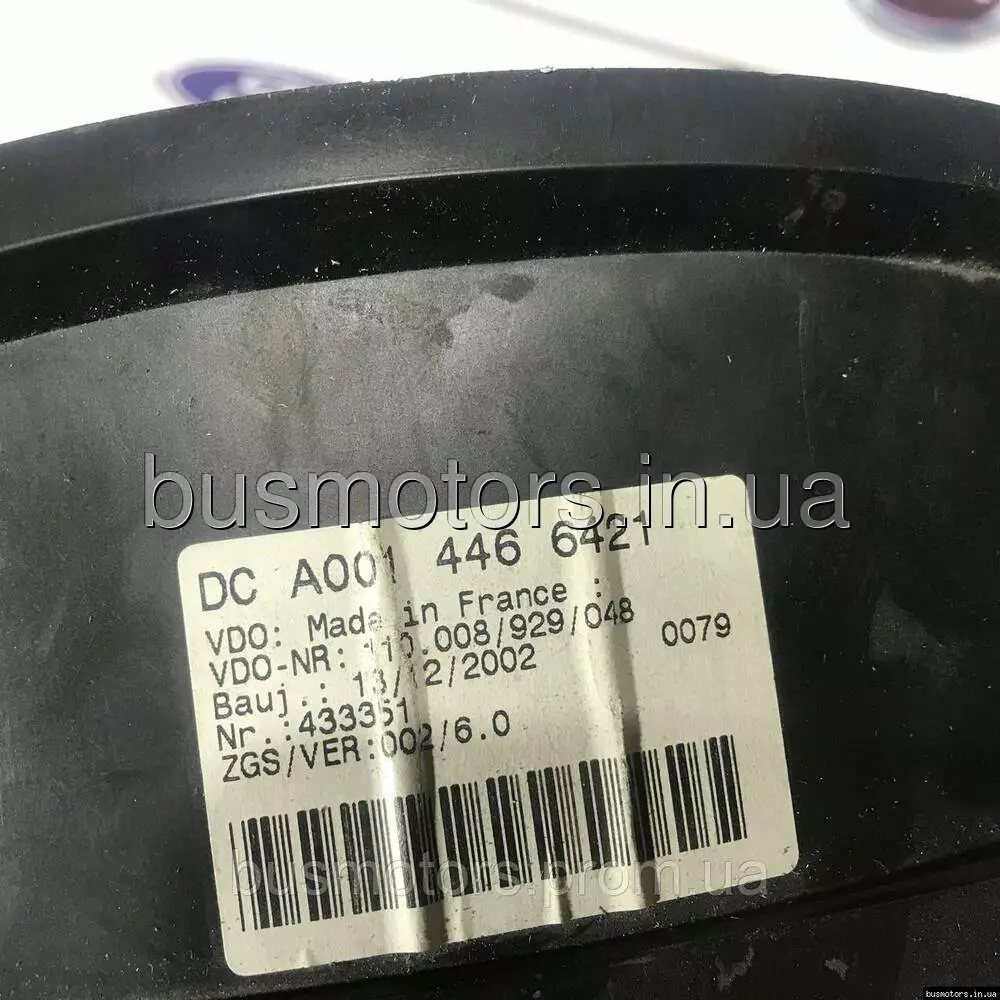 busmotors.in.ua
DC A001 446 6421
VDO: Made in France :
VDO-NR: 110.008/929/048 0079
Bauj.: 13/12/2002
Nr.:433351
ZGS/VER:002/6.0
busmotors.prom.ua
busmotors.in.ua